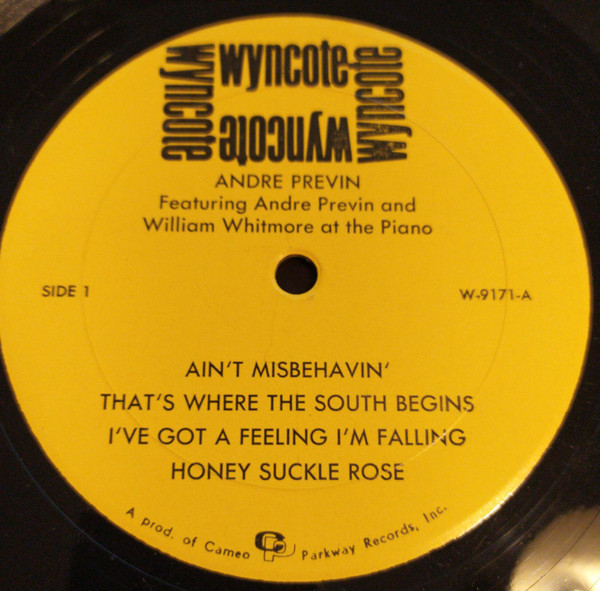 wyncote
wyncote
wyncote
wyncote
ANDRE PREVIN
Featuring Andre Previn and
William Whitmore at the Piano
SIDE 1
W-9171-A
AIN'T MISBEHAVIN'
THAT'S WHERE THE SOUTH BEGINS
I'VE GOT A FEELING I'M FALLING
HONEY SUCKLE ROSE
A prod. of Cameo CP Parkway Records, Inc.